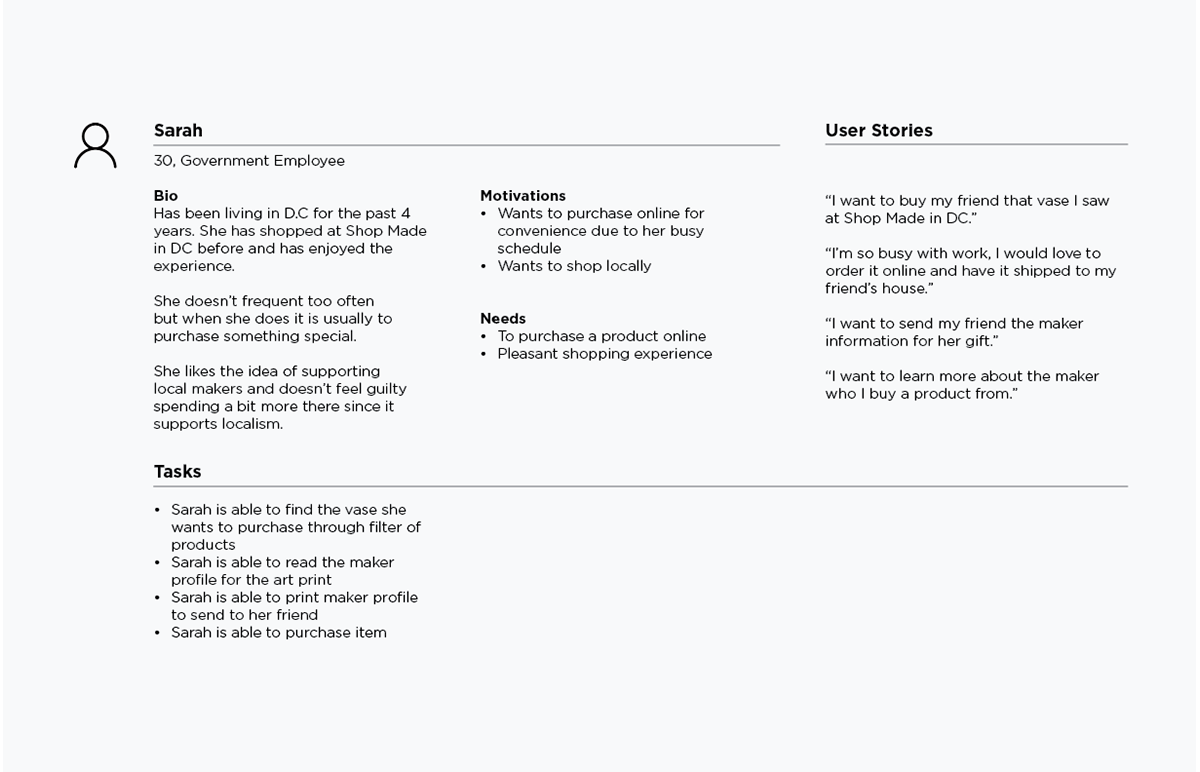 Sarah
30, Government Employee
Bio
Has been living in D.C for the past 4
years. She has shopped at Shop Made
in DC before and has enjoyed the
experience.
She doesn’t frequent too often
but when she does it is usually to
purchase something special.
She likes the idea of supporting
local makers and doesn’t feel guilty
spending a bit more there since it
supports localism.
Motivations
• Wants to purchase online for
convenience due to her busy
schedule
• Wants to shop locally
Needs
• To purchase a product online
• Pleasant shopping experience
User Stories
“I want to buy my friend that vase I saw
at Shop Made in DC.”
“I’m so busy with work, I would love to
order it online and have it shipped to my
friend’s house.”
“I want to send my friend the maker
information for her gift.”
“I want to learn more about the maker
who I buy a product from.”
Tasks
• Sarah is able to find the vase she
wants to purchase through filter of
products
• Sarah is able to read the maker
profile for the art print
• Sarah is able to print maker profile
to send to her friend
• Sarah is able to purchase item